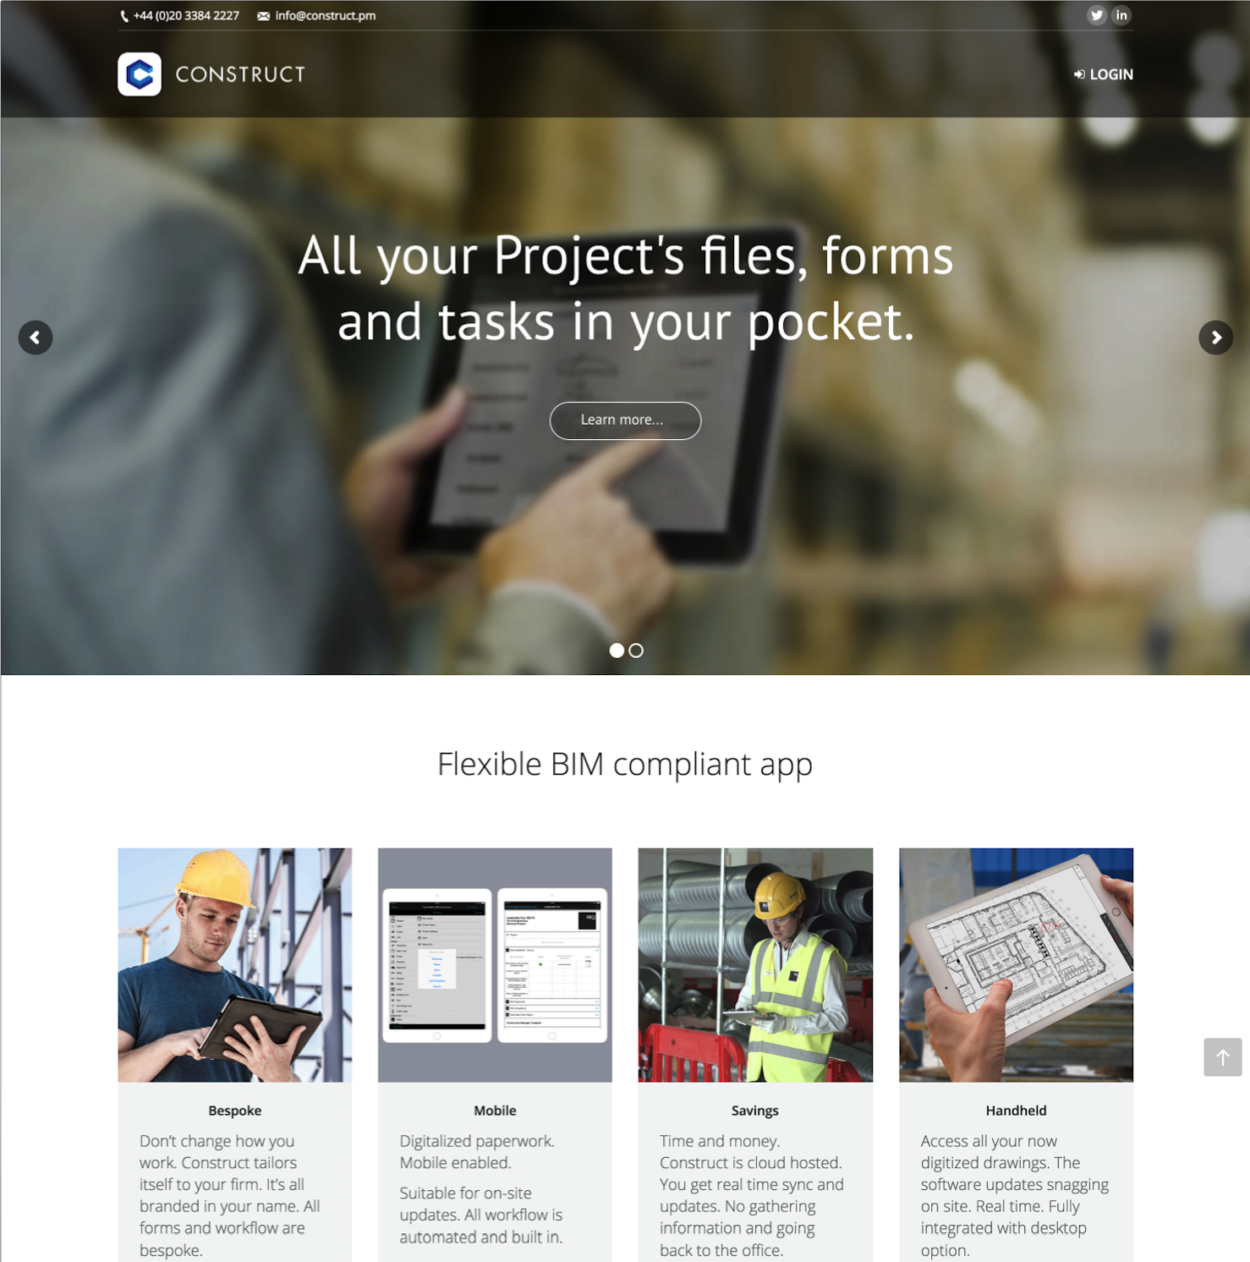 +44 (0)20 3384 2227 info@construct.pm
CONSTRUCT
LOGIN
All your Project's files, forms
and tasks in your pocket.
Learn more...
Flexible BIM compliant app
Bespoke
Don't change how you
work. Construct tailors
itself to your firm. It's all
branded in your name. All
forms and workflow are
bespoke.
Mobile
Digitalized paperwork.
Mobile enabled.
Suitable for on-site
updates. All workflow is
automated and built in.
Savings
Time and money.
Construct is cloud hosted.
You get real time sync and
updates. No gathering
information and going
back to the office.
Handheld
Access all your now
digitized drawings. The
software updates snagging
on site. Real time. Fully
integrated with desktop
option.